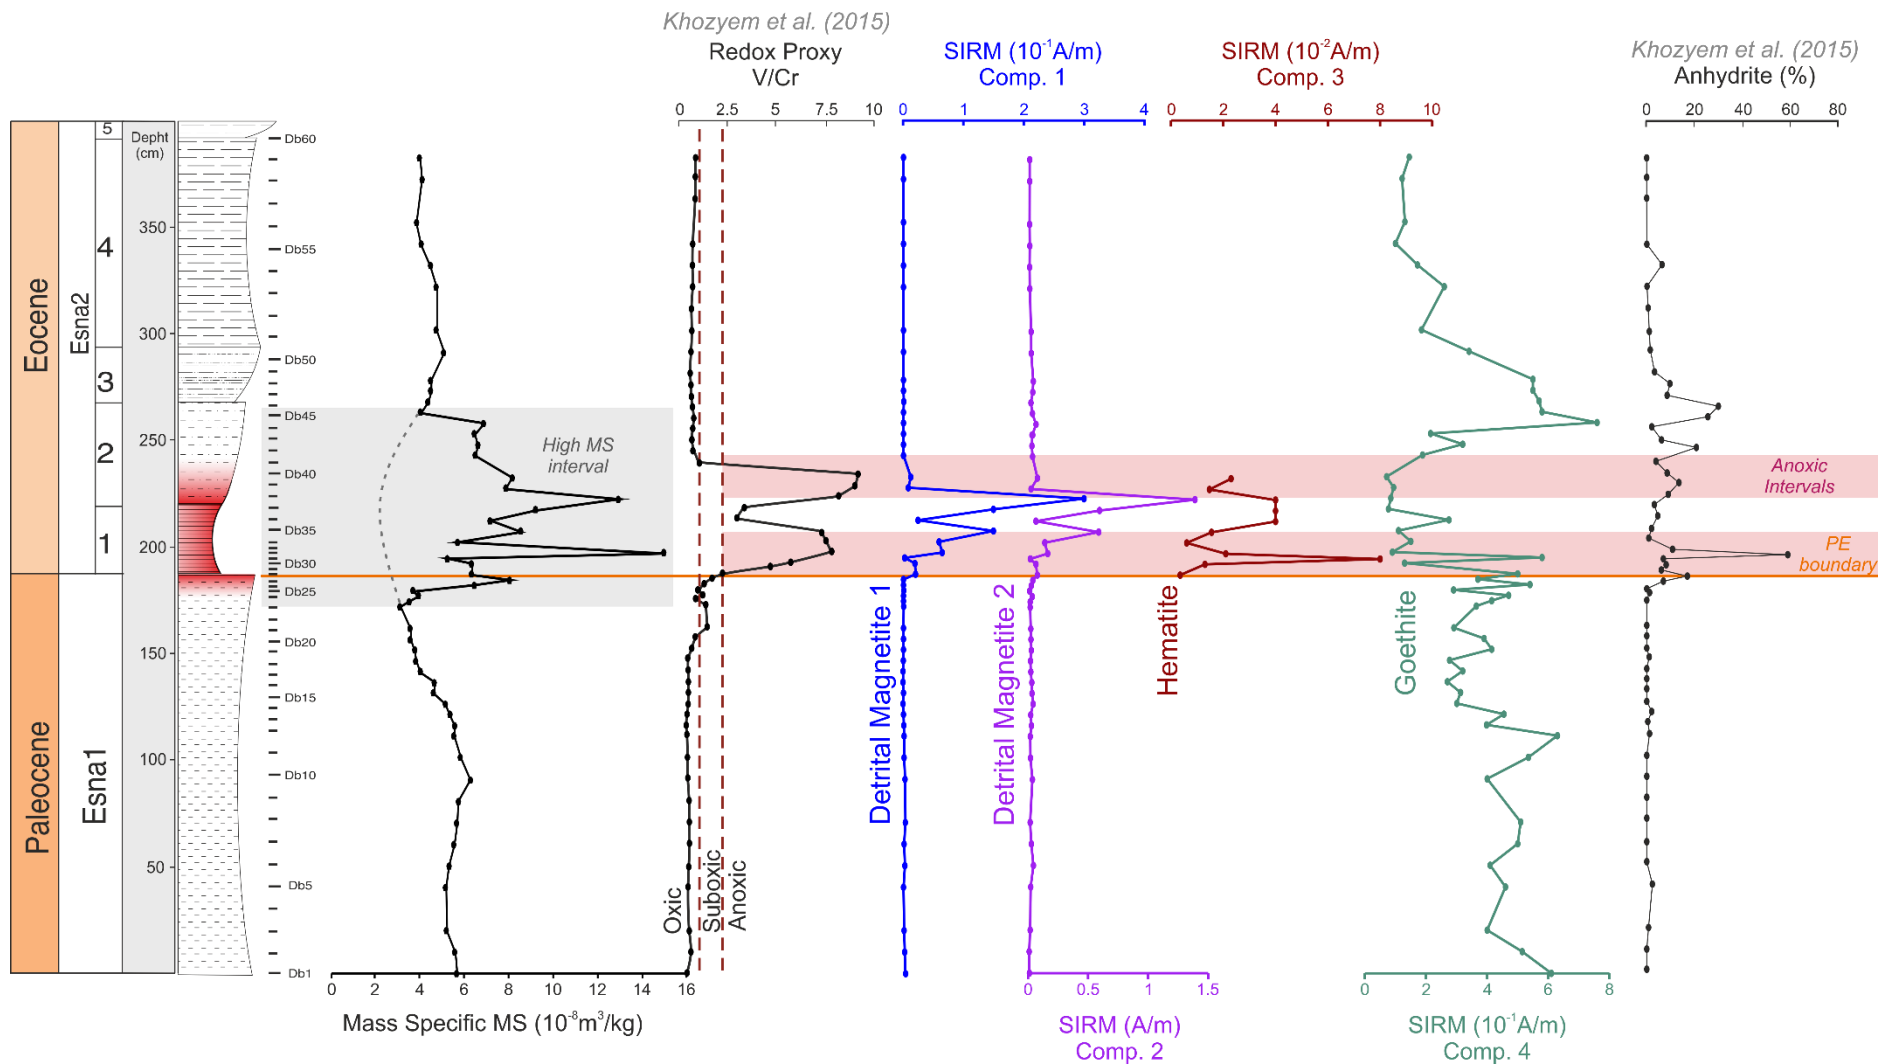 Khozyem et al. (2015)
Redox Proxy
V/Cr
0 2.5 5 7.5 10
SIRM (10⁻¹A/m)
Comp. 1
0 1 2 3 4
SIRM (10⁻²A/m)
Comp. 3
0 2 4 6 8 10
Khozyem et al. (2015)
Anhydrite (%)
0 20 40 60 80
Eocene
Paleocene
Esna2
Esna1
5
4
3
2
1
Depht
(cm)
350
300
250
200
150
100
50
Db60
Db55
Db50
Db45
Db40
Db35
Db30
Db25
Db20
Db15
Db10
Db5
Db1
High MS
interval
Oxic
Suboxic
Anoxic
Detrital Magnetite 1
Detrital Magnetite 2
Hematite
Goethite
Anoxic
Intervals
PE
boundary
0 2 4 6 8 10 12 14 16
Mass Specific MS (10⁻⁸m³/kg)
0 0.5 1 1.5
SIRM (A/m)
Comp. 2
0 2 4 6 8
SIRM (10⁻¹A/m)
Comp. 4